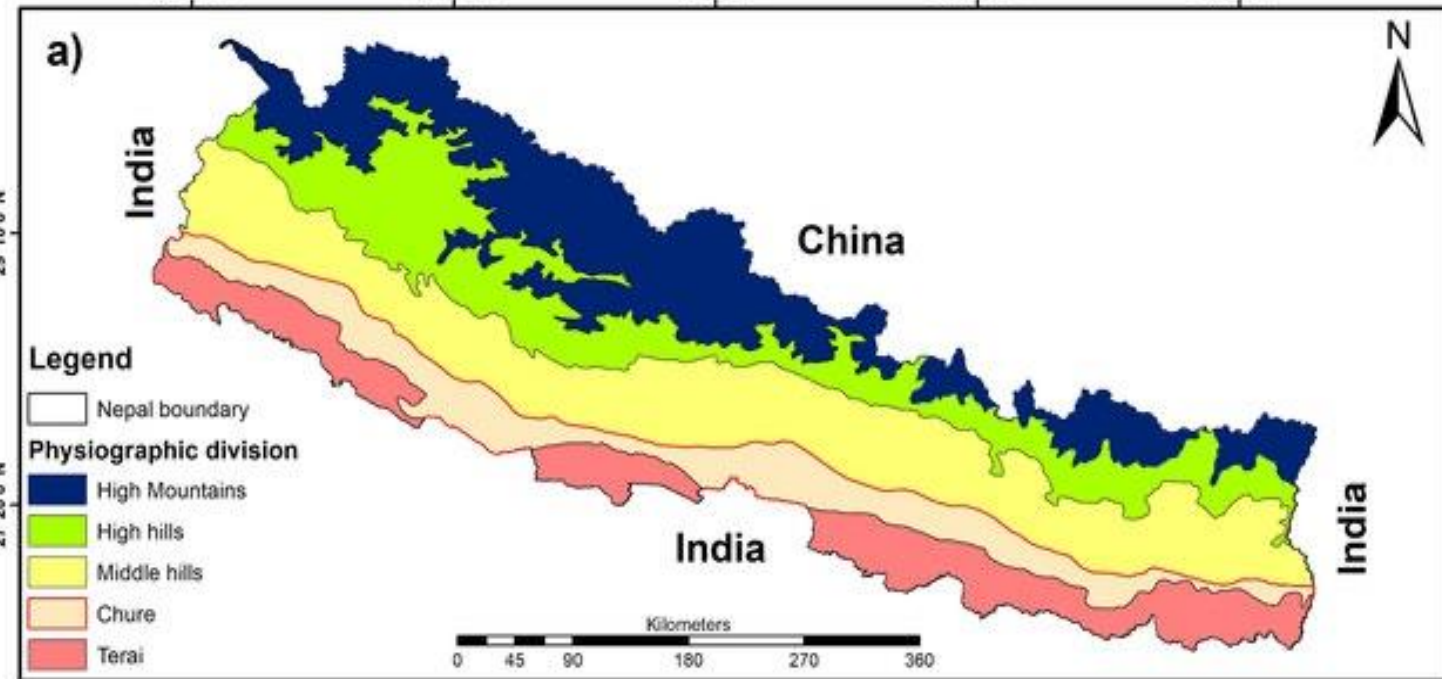 a)
N
India
China
Legend
Nepal boundary
Physiographic division
High Mountains
High hills
Middle hills
Chure
Terai
India
India
Kilometers
0 45 90 180 270 360